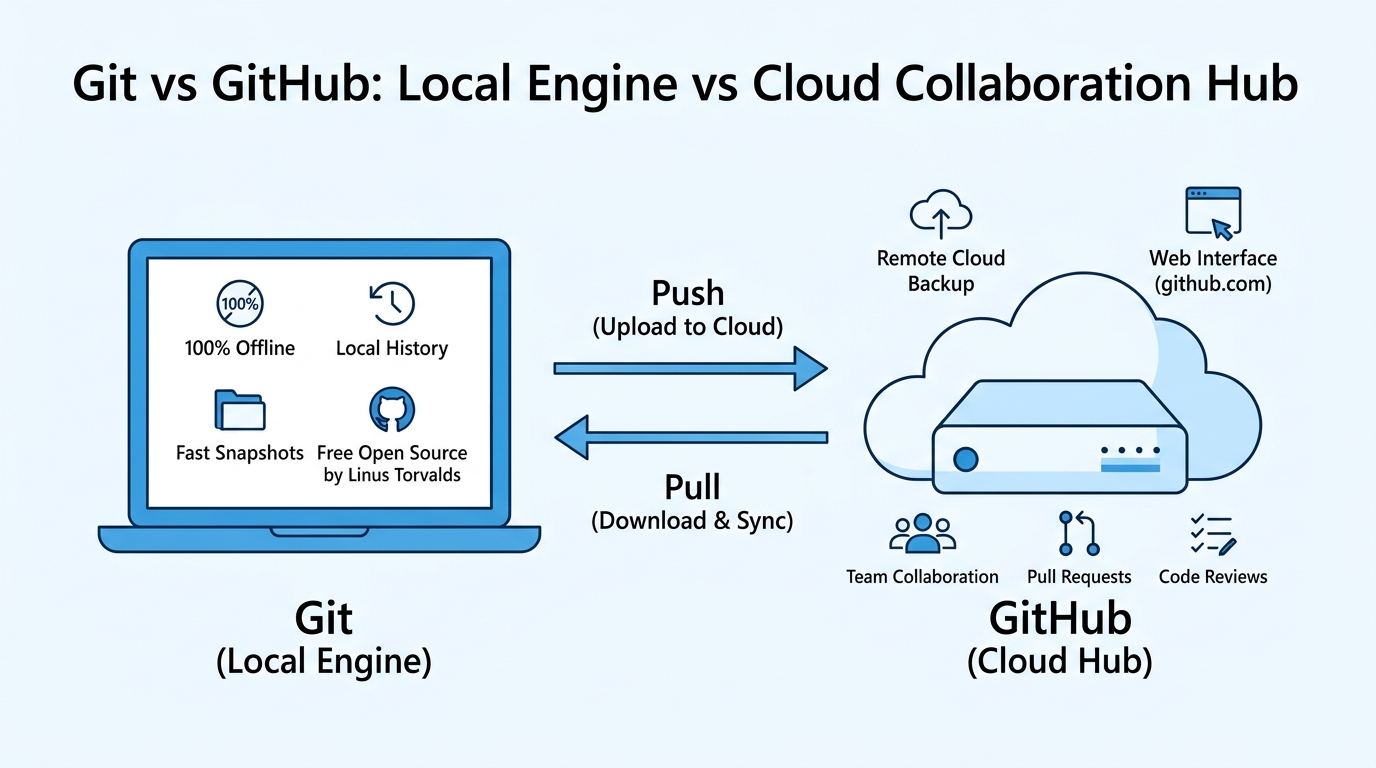 Git vs GitHub: Local Engine vs Cloud Collaboration Hub
100%
100% Offline
Local History
Fast Snapshots
Free Open Source
by Linus Torvalds
Git
(Local Engine)
Push
(Upload to Cloud)
Pull
(Download & Sync)
Remote Cloud
Backup
Web Interface
(github.com)
Team Collaboration
Pull Requests
Code Reviews
GitHub
(Cloud Hub)